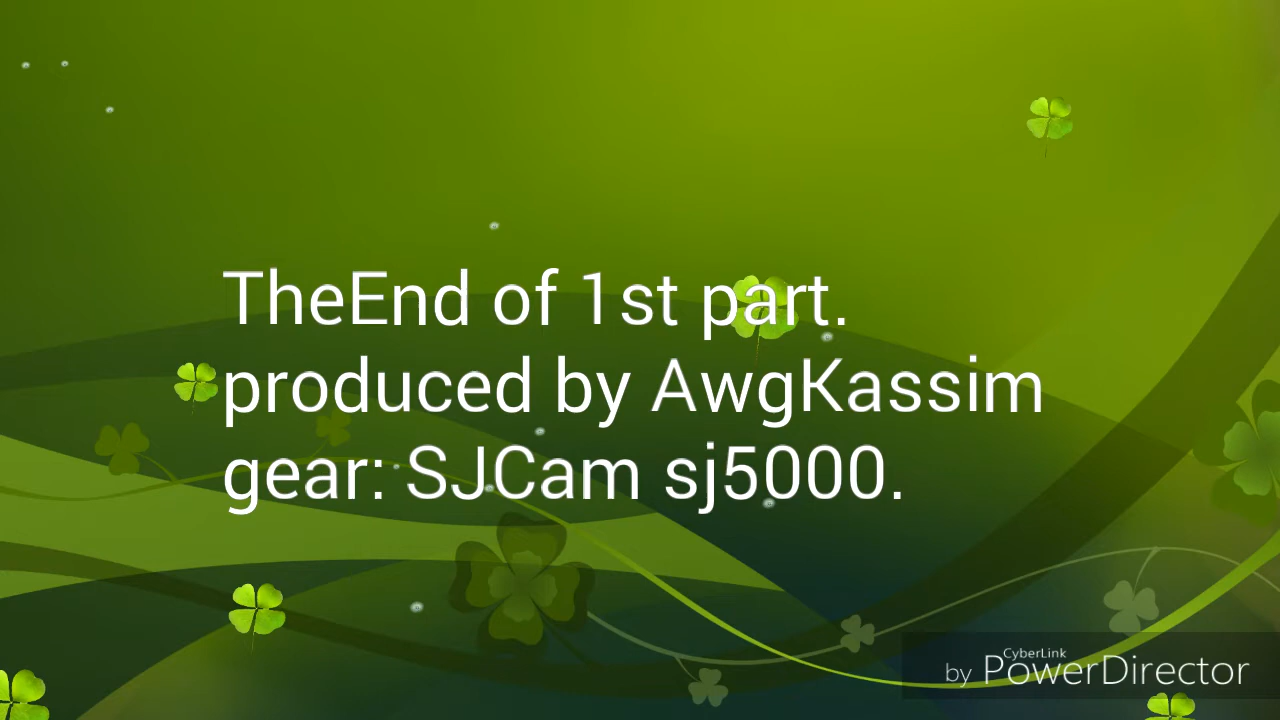 TheEnd of 1st part.
produced by AwgKassim
gear: SJCam sj5000.
CyberLink
by PowerDirector